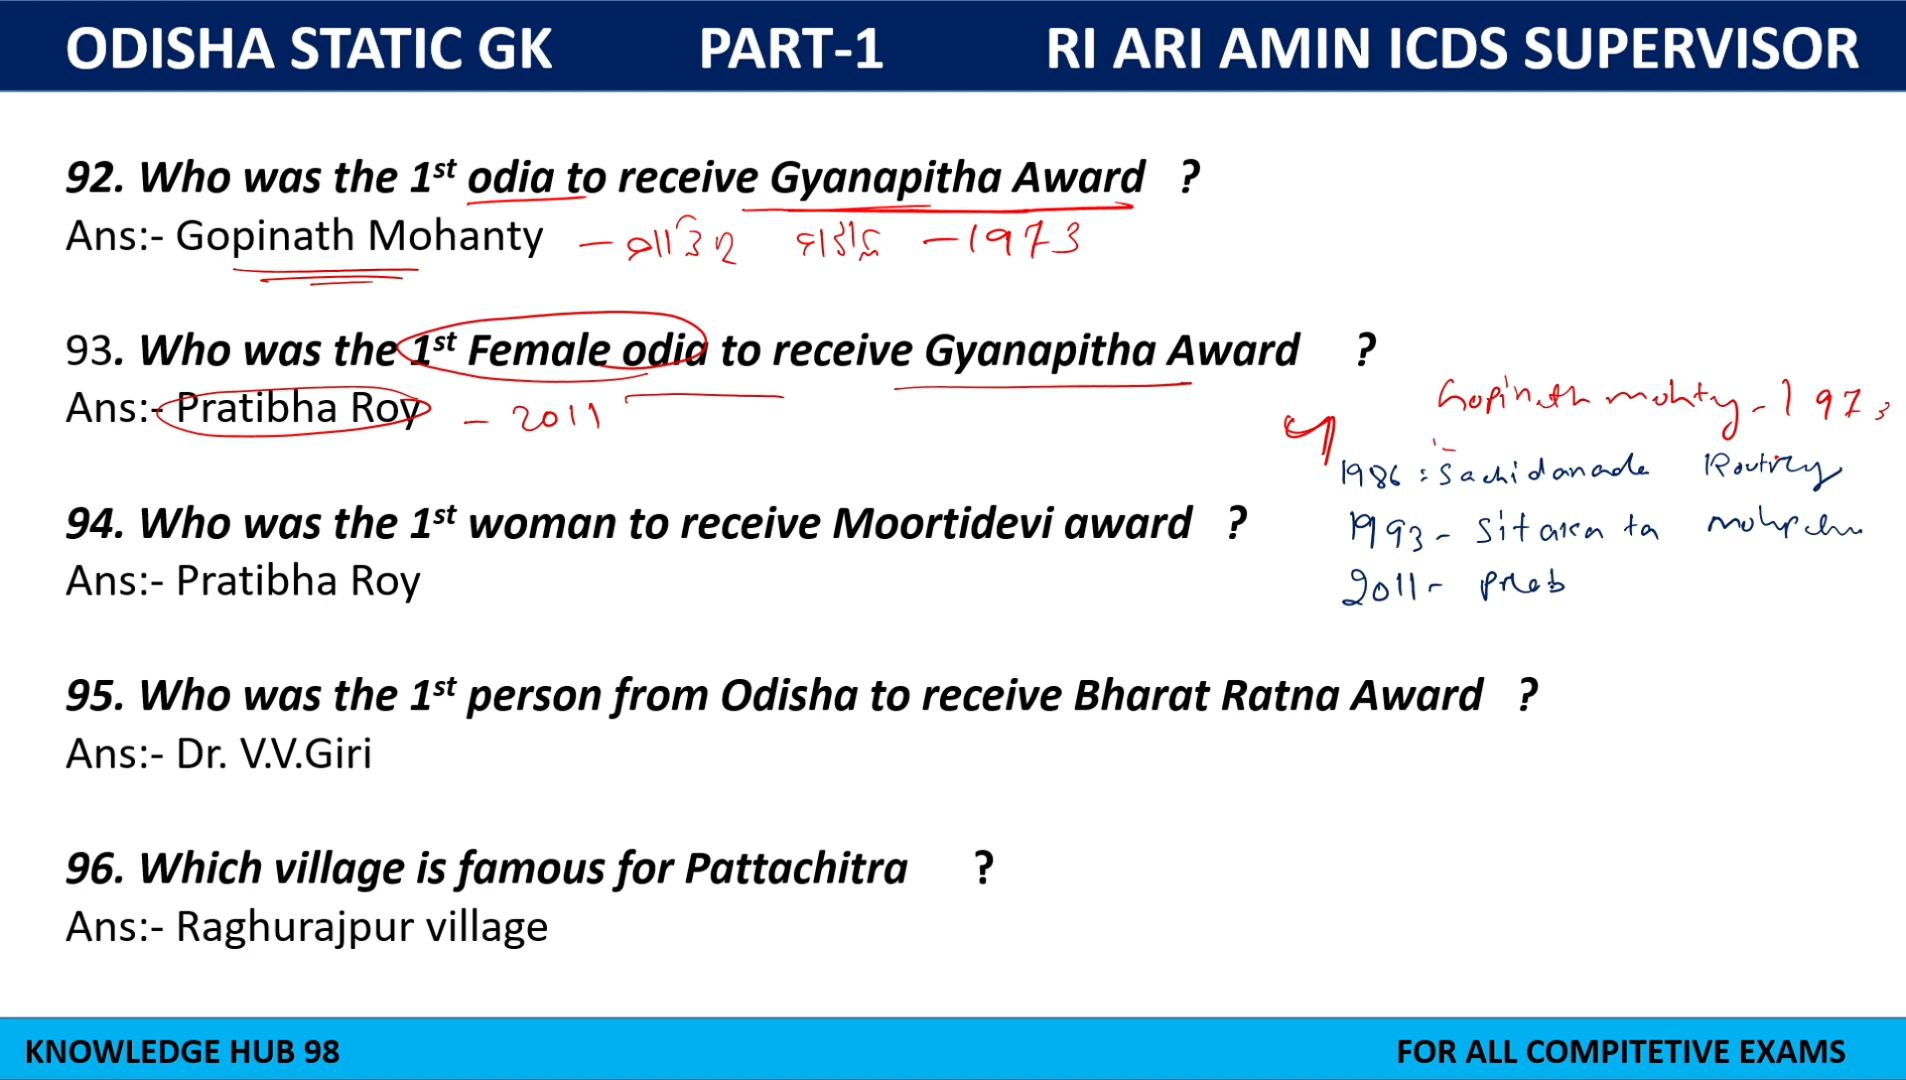 ODISHA STATIC GK PART-1 RI ARI AMIN ICDS SUPERVISOR
92. Who was the 1st odia to receive Gyanapitha Award ?
Ans:- Gopinath Mohanty - -1973
93. Who was the 1st Female odia to receive Gyanapitha Award ?
Ans:- Pratibha Roy - 2011
Gopinath mohty - 1973
1986 : Sachidanade Routray
1993 - Sitakanta
2011 -
94. Who was the 1st woman to receive Moortidevi award ?
Ans:- Pratibha Roy
95. Who was the 1st person from Odisha to receive Bharat Ratna Award ?
Ans:- Dr. V.V.Giri
96. Which village is famous for Pattachitra ?
Ans:- Raghurajpur village
KNOWLEDGE HUB 98 FOR ALL COMPITETIVE EXAMS